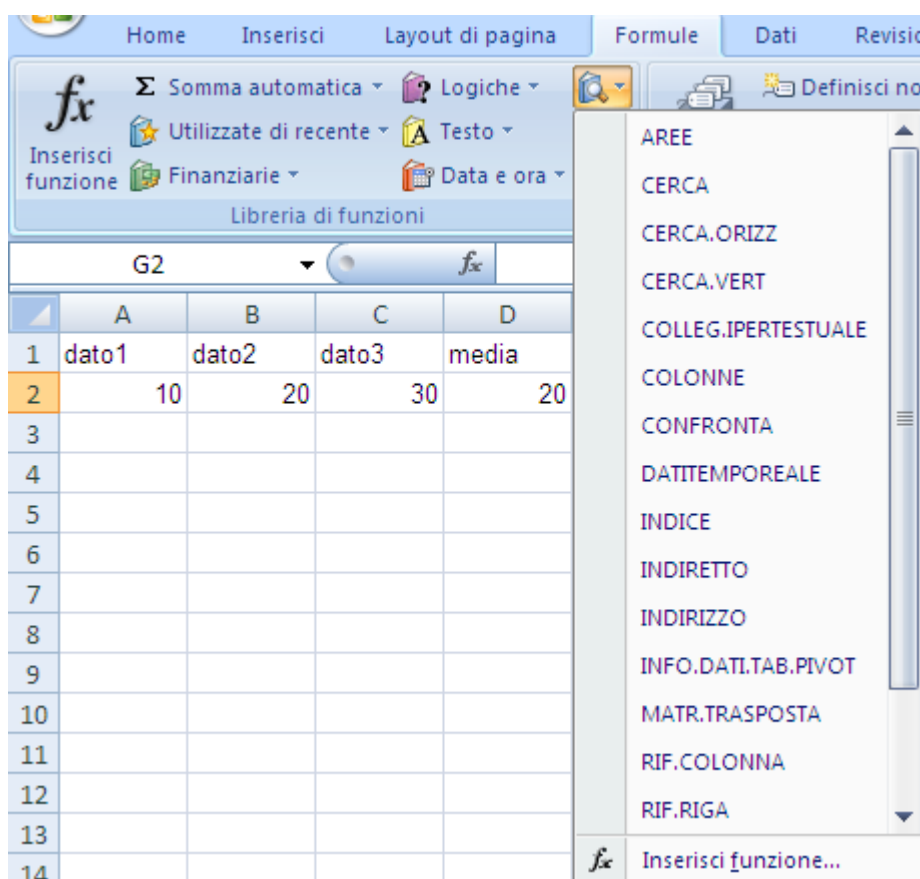 Home Inserisci Layout di pagina Formule Dati Revisio
fx Σ Somma automatica Logiche Definisci no
Inserisci funzione Utilizzate di recente Testo
Finanziarie Data e ora
Libreria di funzioni
G2 fx
A B C D
1 dato1 dato2 dato3 media
2 10 20 30 20
3
4
5
6
7
8
9
10
11
12
13
14
AREE
CERCA
CERCA.ORIZZ
CERCA.VERT
COLLEG.IPERTESTUALE
COLONNE
CONFRONTA
DATITEMPOREALE
INDICE
INDIRETTO
INDIRIZZO
INFO.DATI.TAB.PIVOT
MATR.TRASPOSTA
RIF.COLONNA
RIF.RIGA
fx Inserisci funzione...